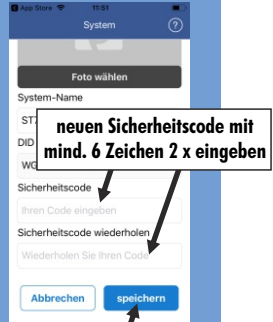 App Store 11:51
System
?
Foto wählen
System-Name
neuen Sicherheitscode mit
mind. 6 Zeichen 2 x eingeben
DID
Sicherheitscode
Ihren Code eingeben
Sicherheitscode wiederholen
Wiederholen Sie Ihren Code
Abbrechen
speichern